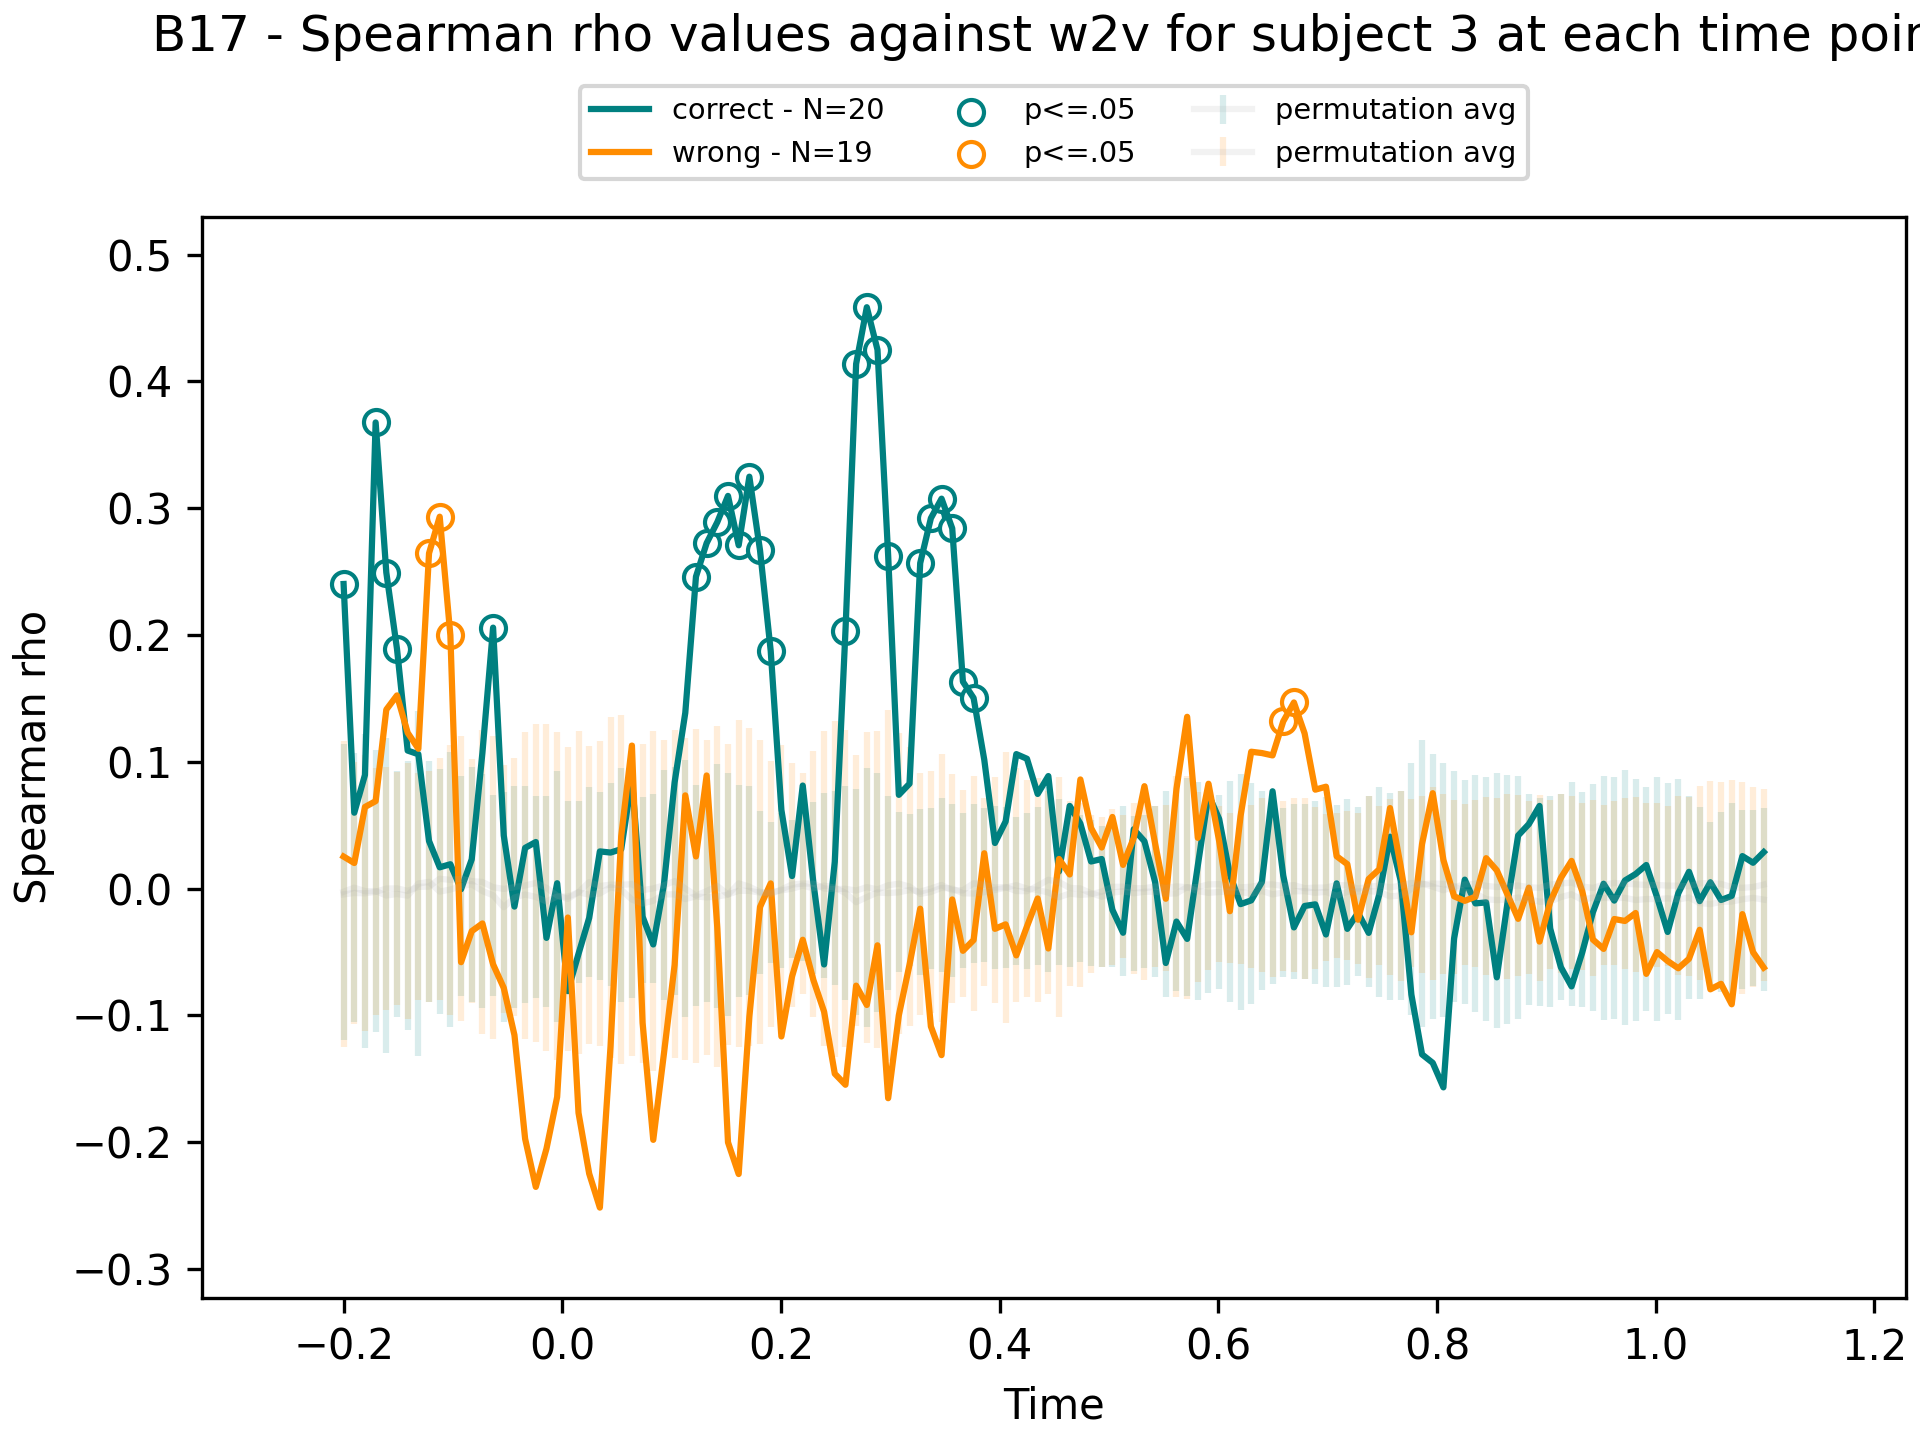 B17 - Spearman rho values against w2v for subject 3 at each time poin
correct - N=20
wrong - N=19
p<=.05
p<=.05
permutation avg
permutation avg
Spearman rho
0.5
0.4
0.3
0.2
0.1
0.0
−0.1
−0.2
−0.3
−0.2 0.0 0.2 0.4 0.6 0.8 1.0 1.2
Time